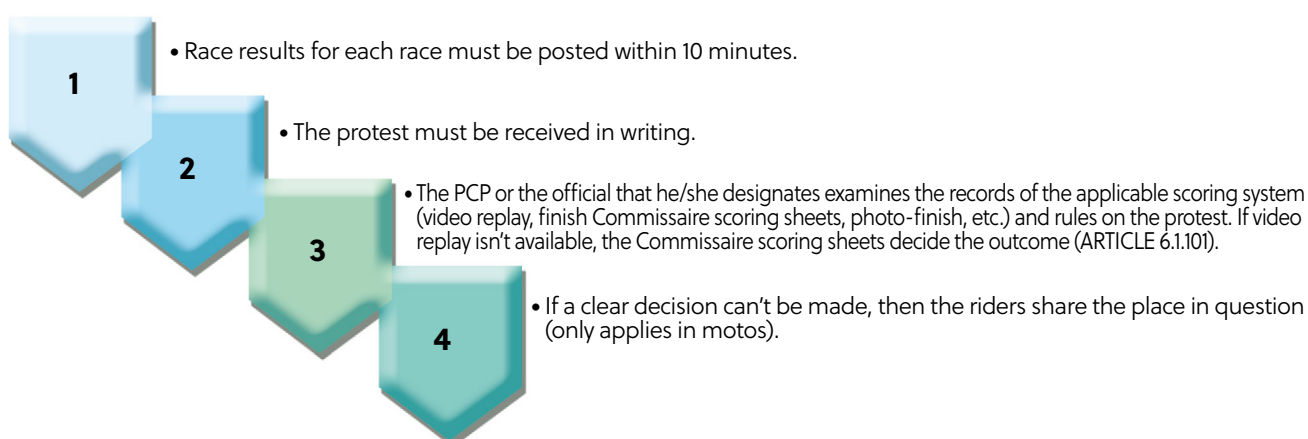 1
• Race results for each race must be posted within 10 minutes.
2
• The protest must be received in writing.
3
• The PCP or the official that he/she designates examines the records of the applicable scoring system
(video replay, finish Commissaire scoring sheets, photo-finish, etc.) and rules on the protest. If video
replay isn't available, the Commissaire scoring sheets decide the outcome (ARTICLE 6.1.101).
4
• If a clear decision can't be made, then the riders share the place in question
(only applies in motos).